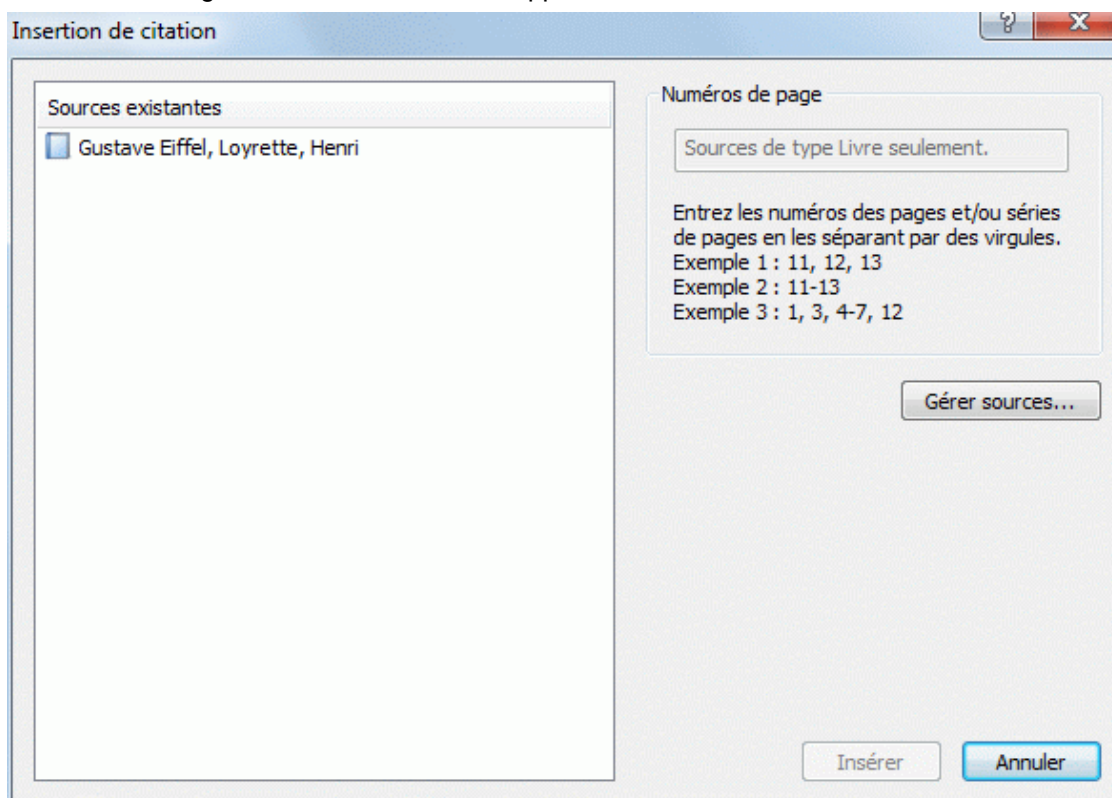 Insertion de citation
Sources existantes
Gustave Eiffel, Loyrette, Henri
Numéros de page
Sources de type Livre seulement.
Entrez les numéros des pages et/ou séries
de pages en les séparant par des virgules.
Exemple 1 : 11, 12, 13
Exemple 2 : 11-13
Exemple 3 : 1, 3, 4-7, 12
Gérer sources...
Insérer
Annuler